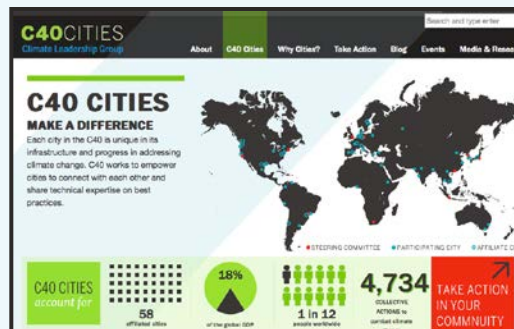 Search and type enter
C40CITIES
Climate Leadership Group
About C40 Cities Why Cities? Take Action Blog Events Media & Resea
C40 CITIES
MAKE A DIFFERENCE
Each city in the C40 is unique in its
infrastructure and progress in addressing
climate change. C40 works to empower
cities to connect with each other and
share technical expertise on best
practices.
STEERING COMMITTEE PARTICIPATING CITY AFFILIATE C
C40 CITIES
account for
58
affiliated cities
18%
of the global GDP
1 in 12
people worldwide
4,734
COLLECTIVE
ACTIONS to
combat climate
TAKE ACTION
IN YOUR
COMMNUITY